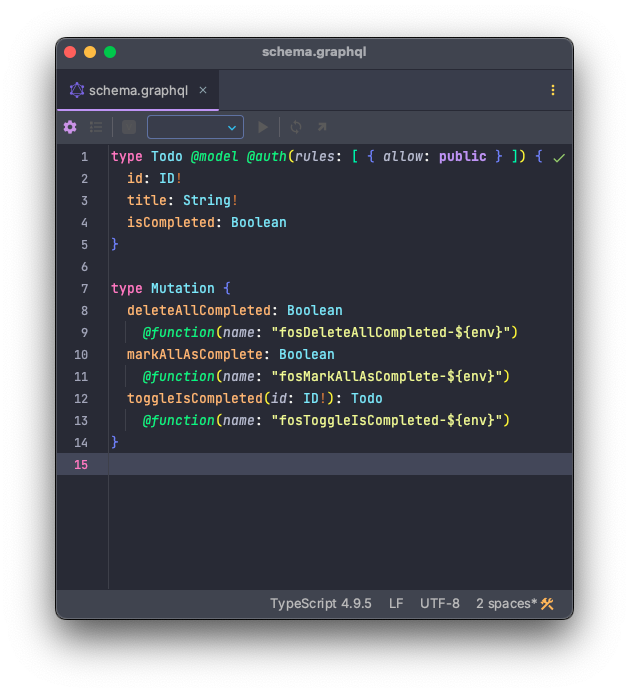 schema.graphql
schema.graphql ×
1 type Todo @model @auth(rules: [ { allow: public } ]) {
2   id: ID!
3   title: String!
4   isCompleted: Boolean
5 }
6
7 type Mutation {
8   deleteAllCompleted: Boolean
9     @function(name: "fosDeleteAllCompleted-${env}")
10   markAllAsComplete: Boolean
11     @function(name: "fosMarkAllAsComplete-${env}")
12   toggleIsCompleted(id: ID!): Todo
13     @function(name: "fosToggleIsCompleted-${env}")
14 }
15
TypeScript 4.9.5 LF UTF-8 2 spaces*